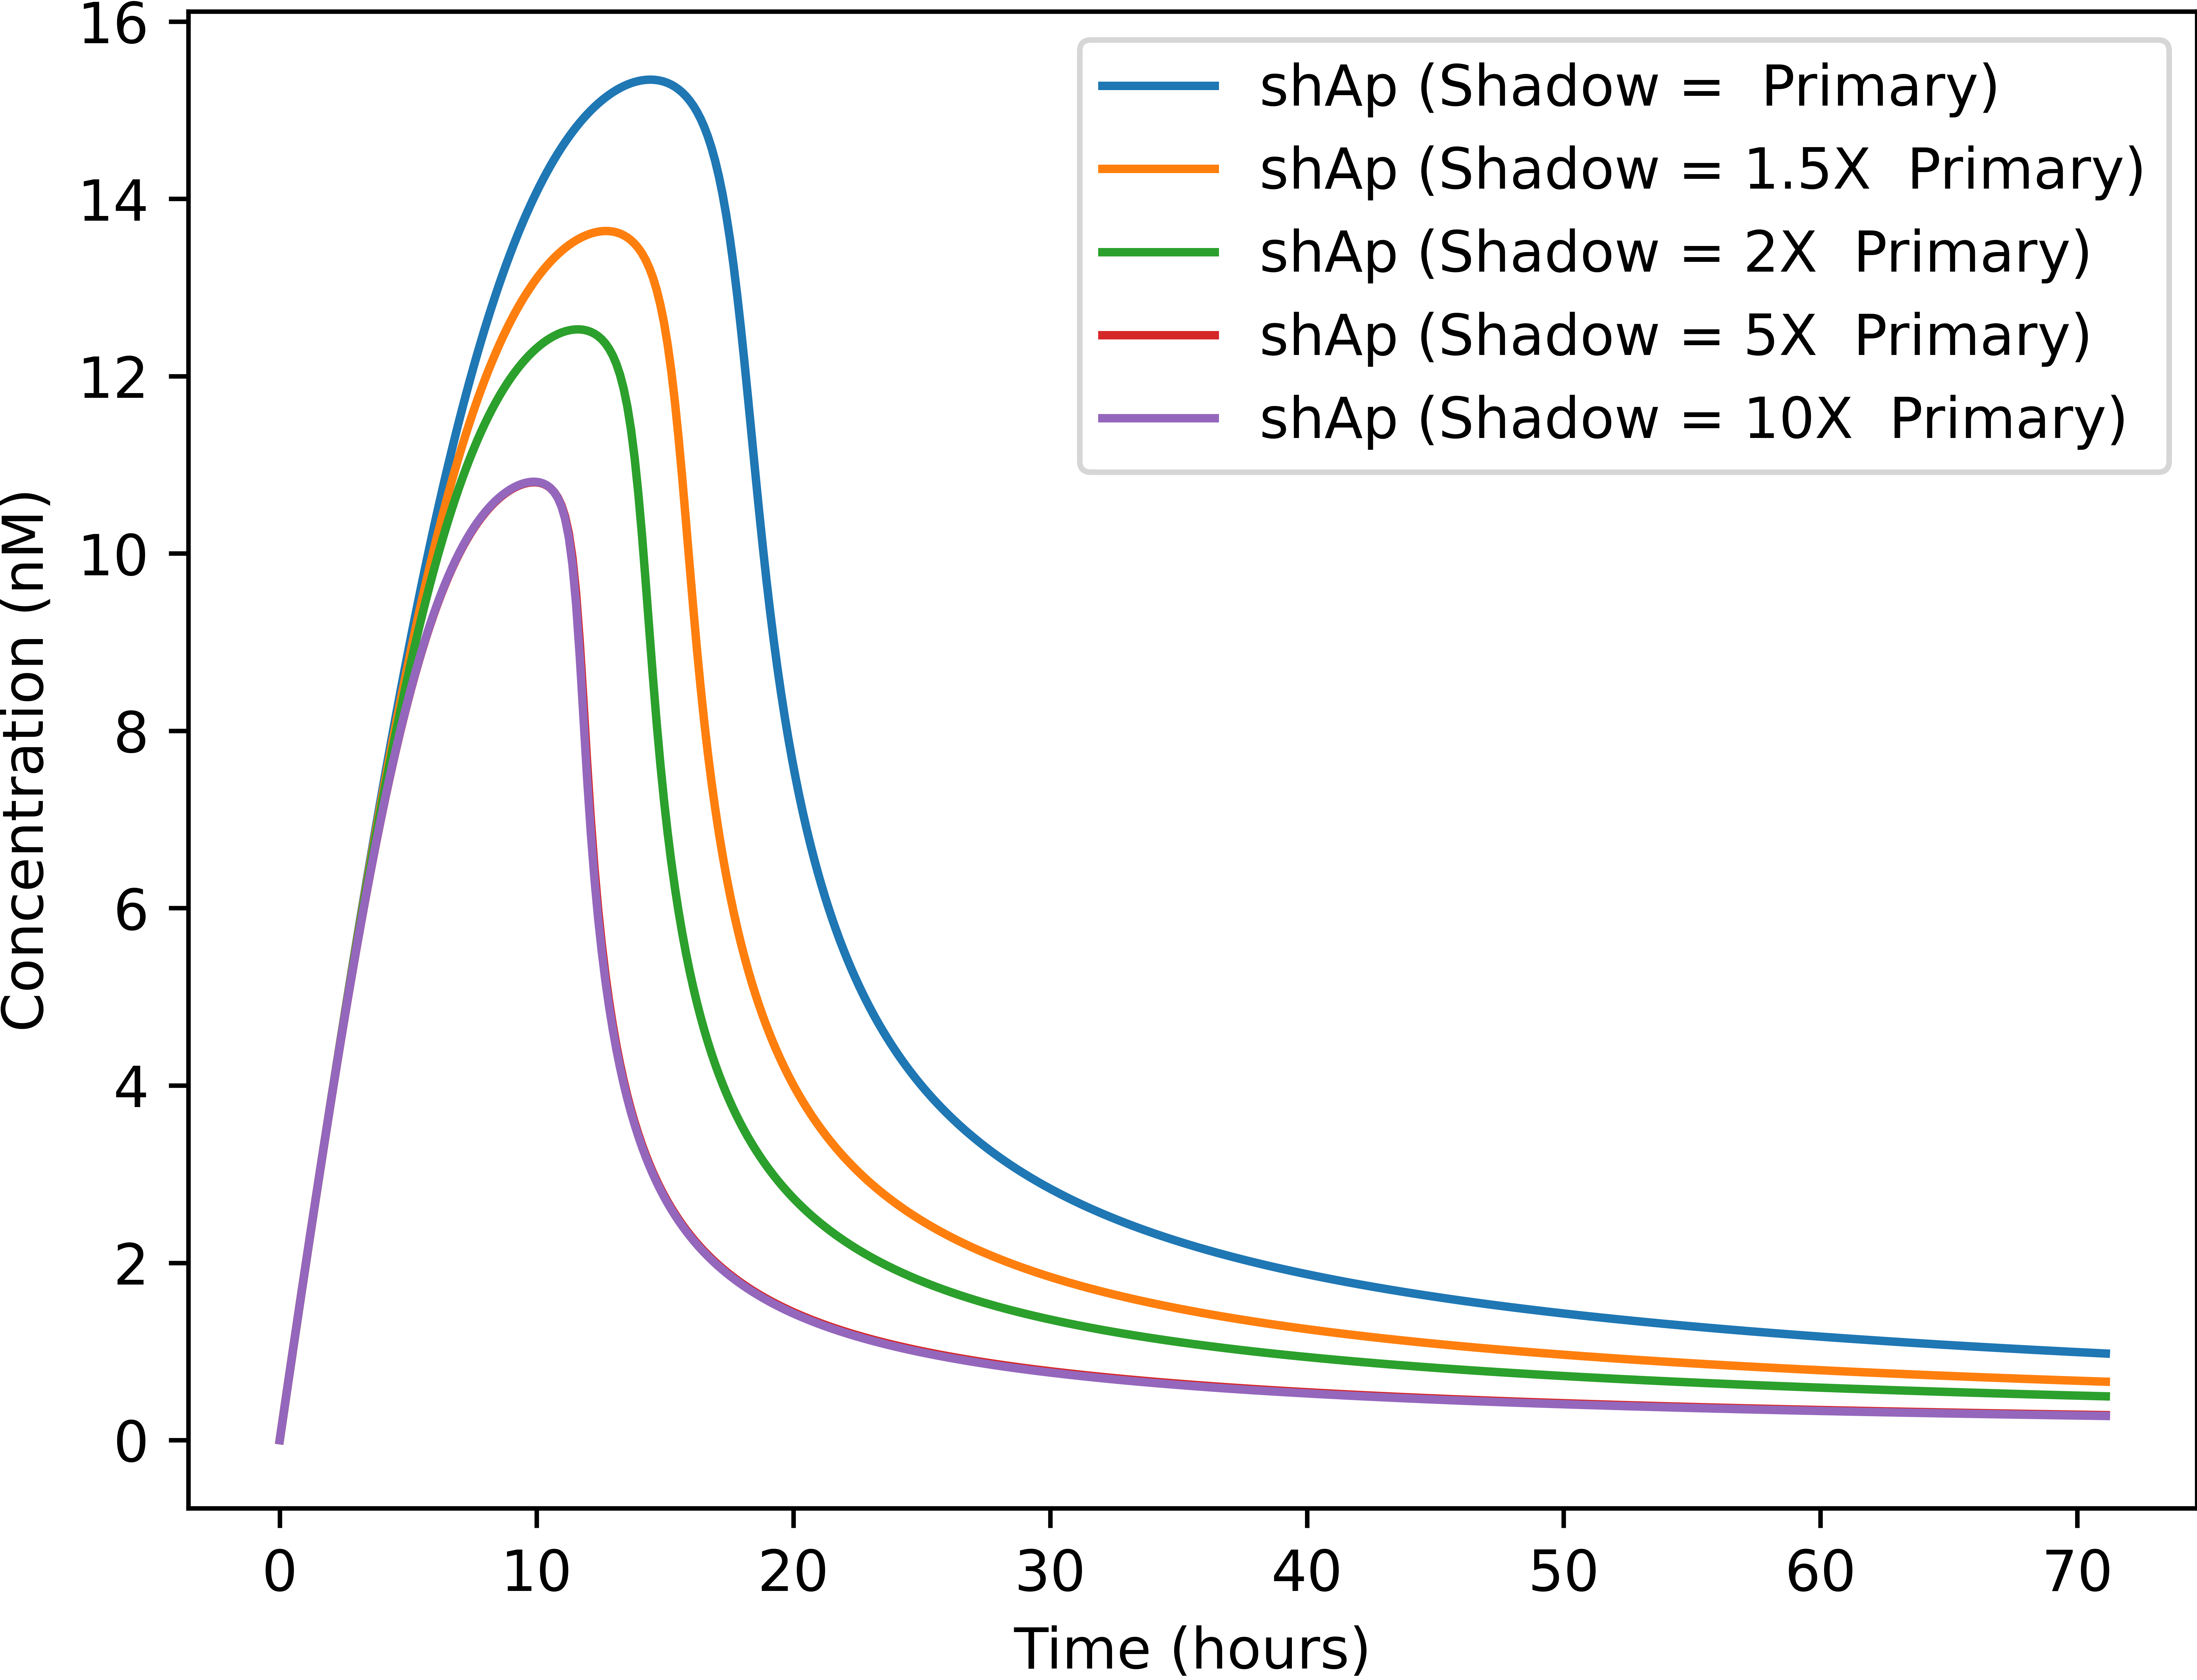 16
14
12
10
8
6
4
2
0
Concentration (nM)
shAp (Shadow =  Primary)
shAp (Shadow = 1.5X  Primary)
shAp (Shadow = 2X  Primary)
shAp (Shadow = 5X  Primary)
shAp (Shadow = 10X  Primary)
0 10 20 30 40 50 60 70
Time (hours)